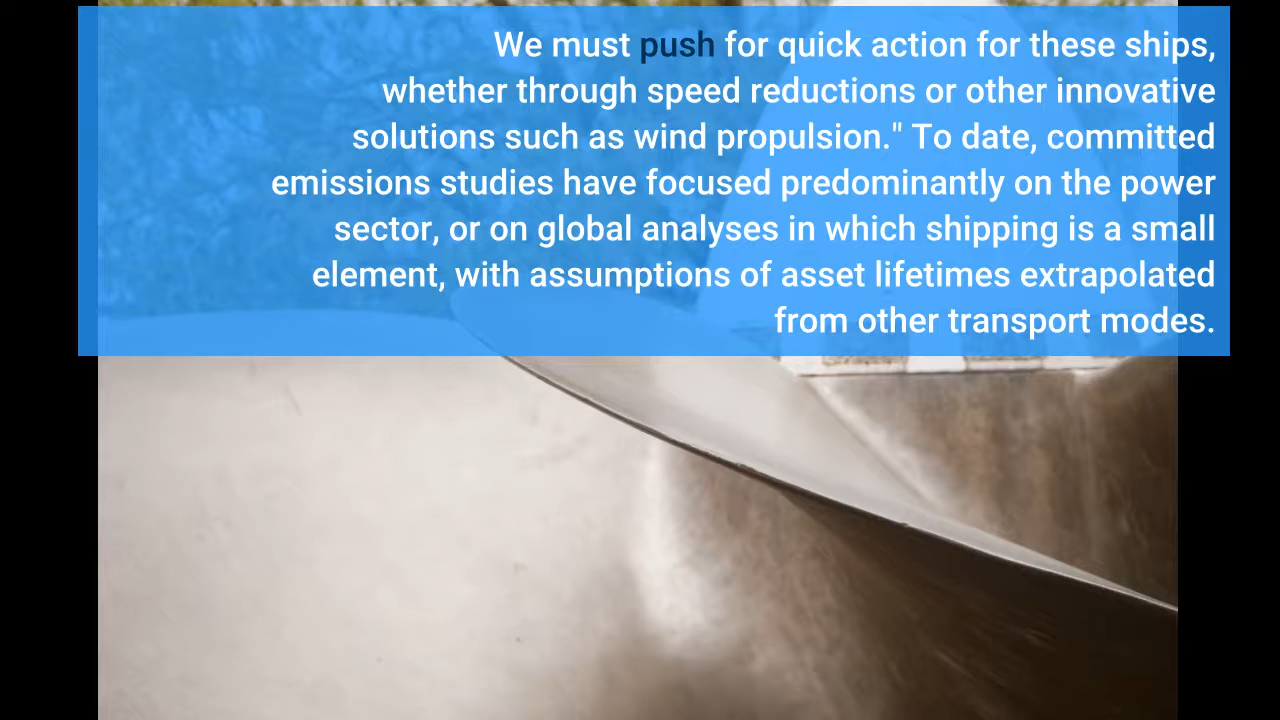 We must push for quick action for these ships,
whether through speed reductions or other innovative
solutions such as wind propulsion." To date, committed
emissions studies have focused predominantly on the power
sector, or on global analyses in which shipping is a small
element, with assumptions of asset lifetimes extrapolated
from other transport modes.